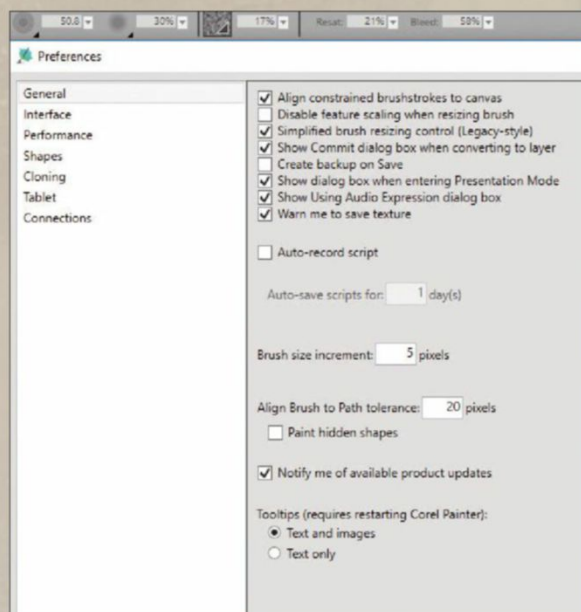 50.8 30% 17% Resat: 21% Bleed: 58%
Preferences
General
Interface
Performance
Shapes
Cloning
Tablet
Connections
Align constrained brushstrokes to canvas
Disable feature scaling when resizing brush
Simplified brush resizing control (Legacy-style)
Show Commit dialog box when converting to layer
Create backup on Save
Show dialog box when entering Presentation Mode
Show Using Audio Expression dialog box
Warn me to save texture
Auto-record script
Auto-save scripts for: 1 day(s)
Brush size increment: 5 pixels
Align Brush to Path tolerance: 20 pixels
Paint hidden shapes
Notify me of available product updates
Tooltips (requires restarting Corel Painter):
Text and images
Text only